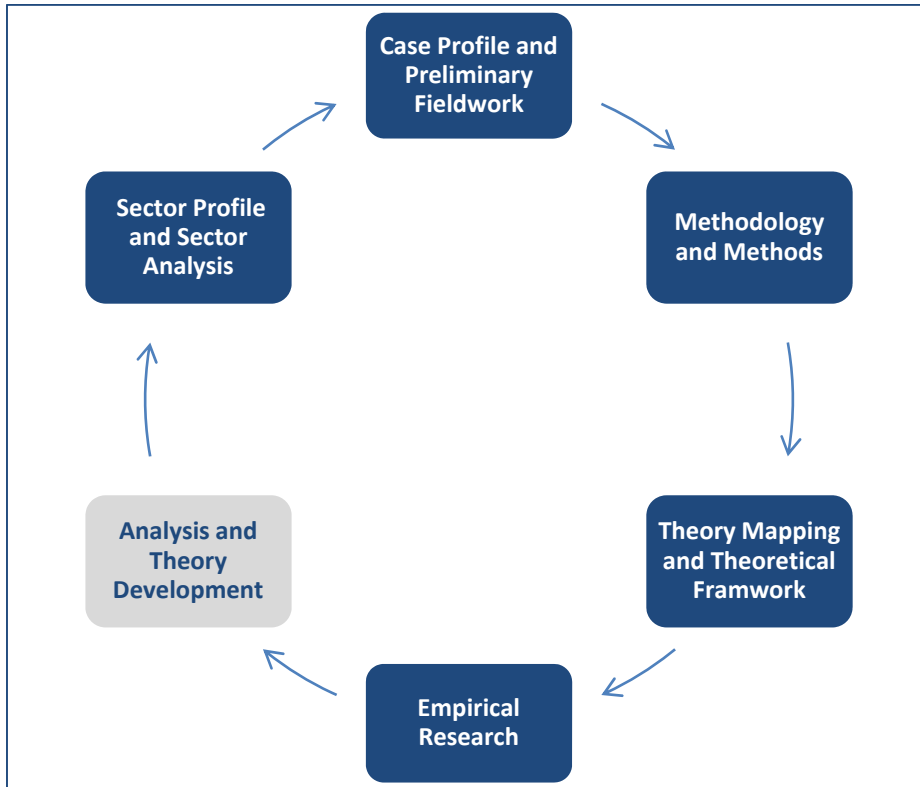 Case Profile and
Preliminary
Fieldwork
Methodology
and Methods
Theory Mapping
and Theoretical
Framwork
Empirical
Research
Analysis and
Theory
Development
Sector Profile
and Sector
Analysis